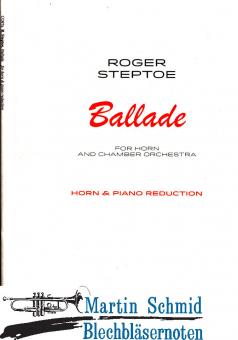 ROGER
STEPTOE
Ballade
FOR HORN
AND CHAMBER ORCHESTRA
HORN & PIANO REDUCTION
Martin Schmid
Blechbläsernoten